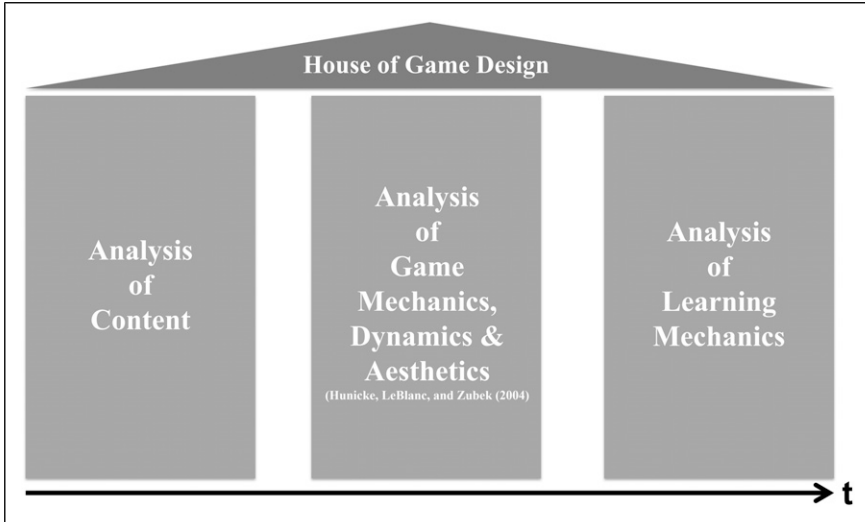 House of Game Design
Analysis
of
Content
Analysis
of
Game
Mechanics,
Dynamics &
Aesthetics
(Hunicke, LeBlanc, and Zubek (2004)
Analysis
of
Learning
Mechanics
t